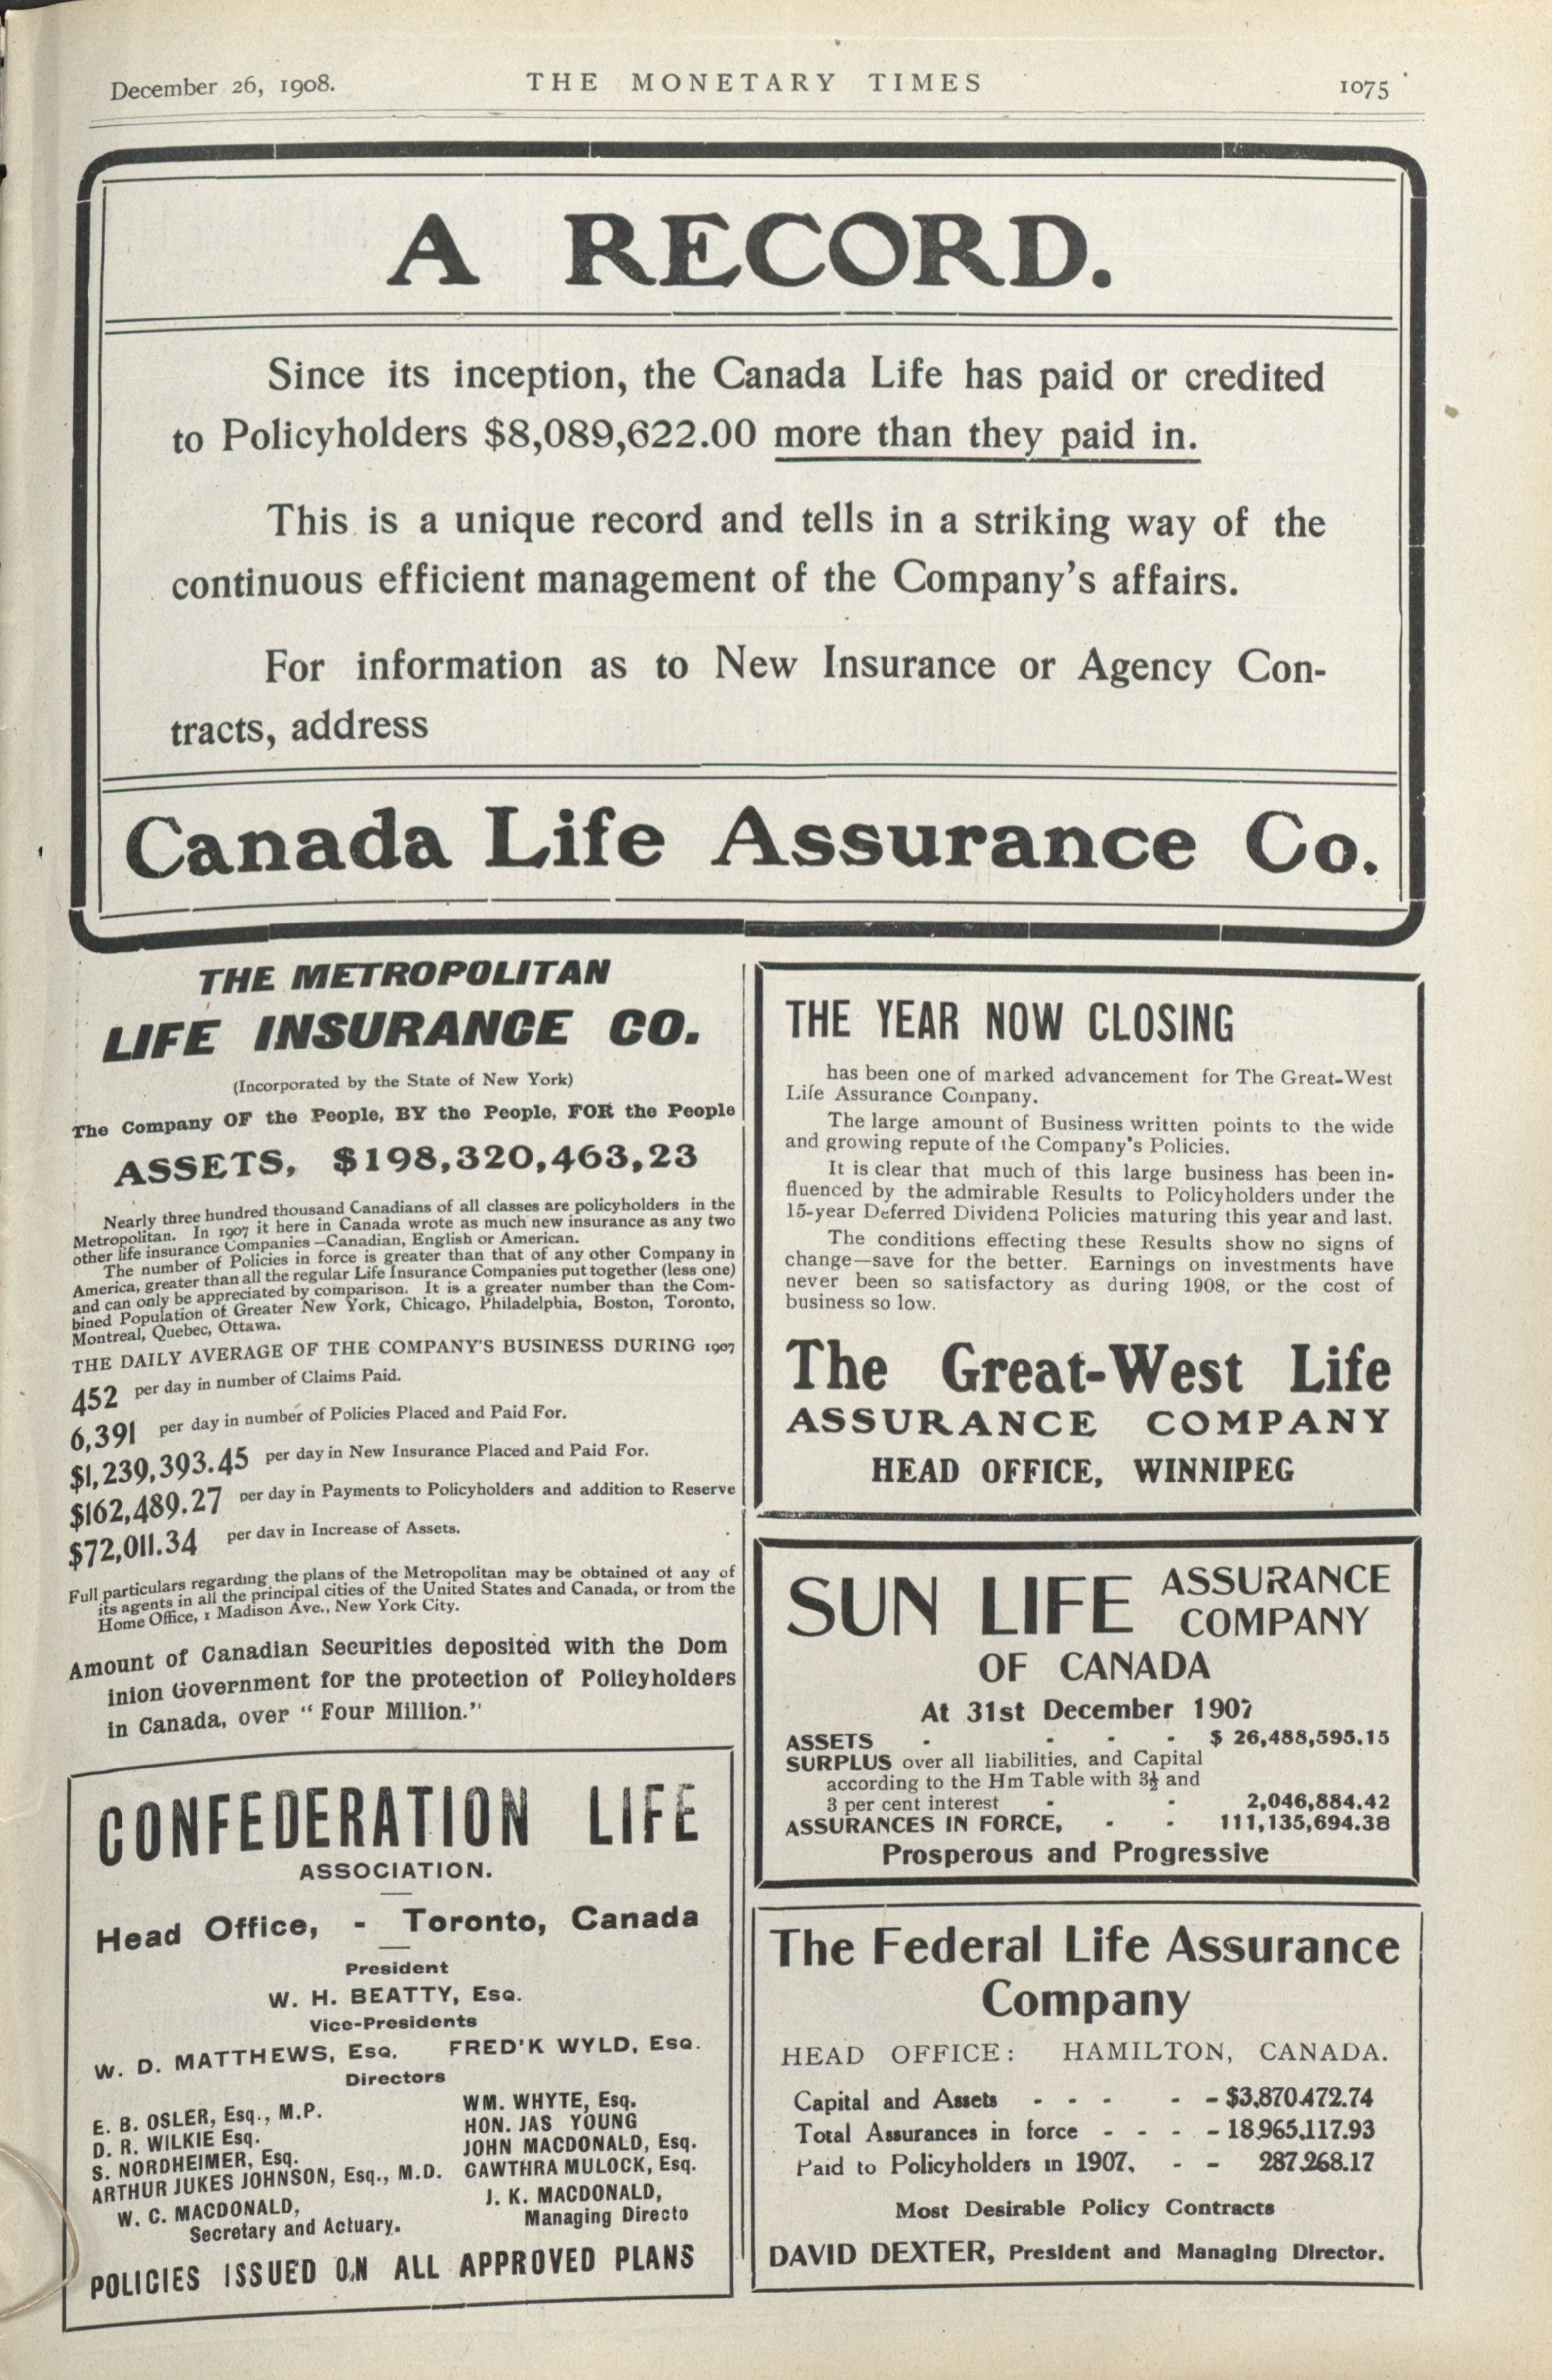 December 26, 1908.
THE MONETARY TIMES
1075
A RECORD.
Since its inception, the Canada Life has paid or credited
to Policyholders $8,089,622.00 more than they paid in.
This is a unique record and tells in a striking way of the
continuous efficient management of the Company's affairs.
For information as to New Insurance or Agency Con-
tracts, address
Canada Life Assurance Co.
THE METROPOLITAN
LIFE INSURANCE CO.
(Incorporated by the State of New York)
The Company OF the People, BY the People, FOR the People
ASSETS, $198,320,463,23
Nearly three hundred thousand Canadians of all classes are policyholders in the
Metropolitan. In 1907 it here in Canada wrote as much new insurance as any two
other life insurance Companies—Canadian, English or American.
The number of Policies in force is greater than that of any other Company in
America, greater than all the regular Life Insurance Companies put together (less one)
and can only be appreciated by comparison. It is a greater number than the Com-
bined Population of Greater New York, Chicago, Philadelphia, Boston, Toronto,
Montreal, Quebec, Ottawa.
THE DAILY AVERAGE OF THE COMPANY'S BUSINESS DURING 1907
452 per day in number of Claims Paid.
6,391 per day in number of Policies Placed and Paid For.
$1,239,393.45 per day in New Insurance Placed and Paid For.
$162,489.27 per day in Payments to Policyholders and addition to Reserve
$72,011.34 per day in Increase of Assets.
Full particulars regarding the plans of the Metropolitan may be obtained of any of
its agents in all the principal cities of the United States and Canada, or from the
Home Office, 1 Madison Ave., New York City.
Amount of Canadian Securities deposited with the Dom
inion Government for the protection of Policyholders
in Canada, over "Four Million."
CONFEDERATION LIFE
ASSOCIATION.
Head Office, - Toronto, Canada
President
W. H. BEATTY, Esq.
Vice-Presidents
W. D. MATTHEWS, Esq. FRED'K WYLD, Esq.
Directors
E. B. OSLER, Esq., M.P.
D. R. WILKIE Esq.
S. NORDHEIMER, Esq.
ARTHUR JUKES JOHNSON, Esq., M.D.
W. C. MACDONALD,
Secretary and Actuary.
WM. WHYTE, Esq.
HON. JAS YOUNG
JOHN MACDONALD, Esq.
CAWTHRA MULOCK, Esq.
J. K. MACDONALD,
Managing Directo
POLICIES ISSUED ON ALL APPROVED PLANS
THE YEAR NOW CLOSING
has been one of marked advancement for The Great-West
Life Assurance Company.
The large amount of Business written points to the wide
and growing repute of the Company's Policies.
It is clear that much of this large business has been in-
fluenced by the admirable Results to Policyholders under the
15-year Deferred Dividend Policies maturing this year and last.
The conditions effecting these Results show no signs of
change—save for the better. Earnings on investments have
never been so satisfactory as during 1908, or the cost of
business so low.
The Great-West Life
ASSURANCE COMPANY
HEAD OFFICE, WINNIPEG
SUN LIFE ASSURANCE COMPANY
OF CANADA
At 31st December 1907
ASSETS - - - - $ 26,488,595.15
SURPLUS over all liabilities, and Capital
according to the Hm Table with 3½ and
3 per cent interest - - 2,046,884.42
ASSURANCES IN FORCE, - - 111,135,694.38
Prosperous and Progressive
The Federal Life Assurance
Company
HEAD OFFICE: HAMILTON, CANADA.
Capital and Assets - - - - - $3,870.472.74
Total Assurances in force - - - - 18,965,117.93
Paid to Policyholders in 1907, - - 287,268.17
Most Desirable Policy Contracts
DAVID DEXTER, President and Managing Director.